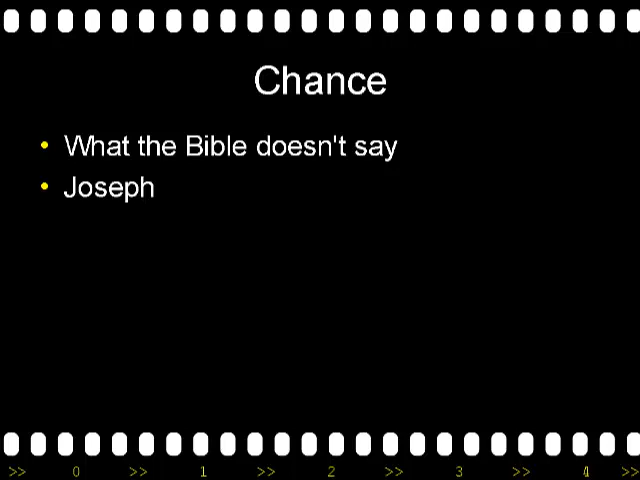 Chance
• What the Bible doesn't say
• Joseph
>> 0 >> 1 >> 2 >> 3 >> 4 >>